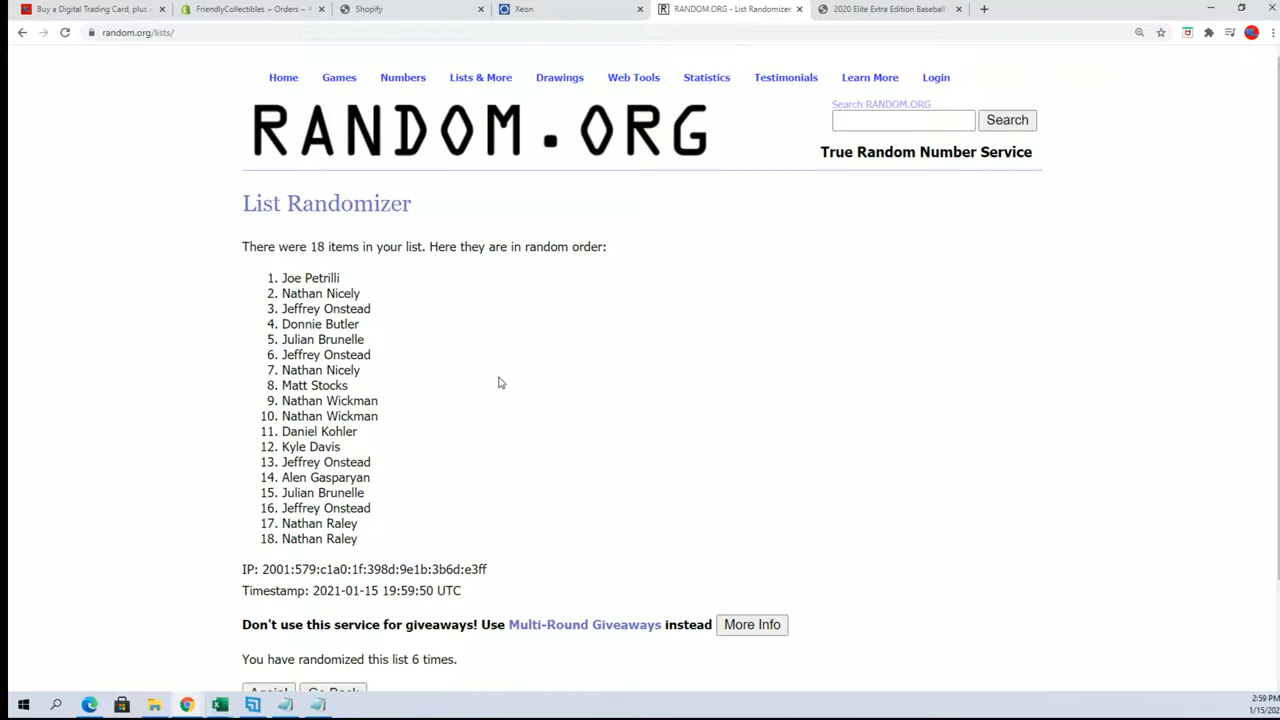 Buy a Digital Trading Card, plus
FriendlyCollectibles ~ Orders ~
Shopify
Xeon
RANDOM.ORG - List Randomizer
2020 Elite Extra Edition Baseball
random.org/lists/
Home Games Numbers Lists & More Drawings Web Tools Statistics Testimonials Learn More Login
RANDOM.ORG
Search RANDOM.ORG
Search
True Random Number Service
List Randomizer
There were 18 items in your list. Here they are in random order:
1. Joe Petrilli
2. Nathan Nicely
3. Jeffrey Onstead
4. Donnie Butler
5. Julian Brunelle
6. Jeffrey Onstead
7. Nathan Nicely
8. Matt Stocks
9. Nathan Wickman
10. Nathan Wickman
11. Daniel Kohler
12. Kyle Davis
13. Jeffrey Onstead
14. Alen Gasparyan
15. Julian Brunelle
16. Jeffrey Onstead
17. Nathan Raley
18. Nathan Raley
IP: 2001:579:c1a0:1f:398d:9e1b:3b6d:e3ff
Timestamp: 2021-01-15 19:59:50 UTC
Don't use this service for giveaways! Use Multi-Round Giveaways instead More Info
You have randomized this list 6 times.
Again! Go Back
2:59 PM
1/15/202